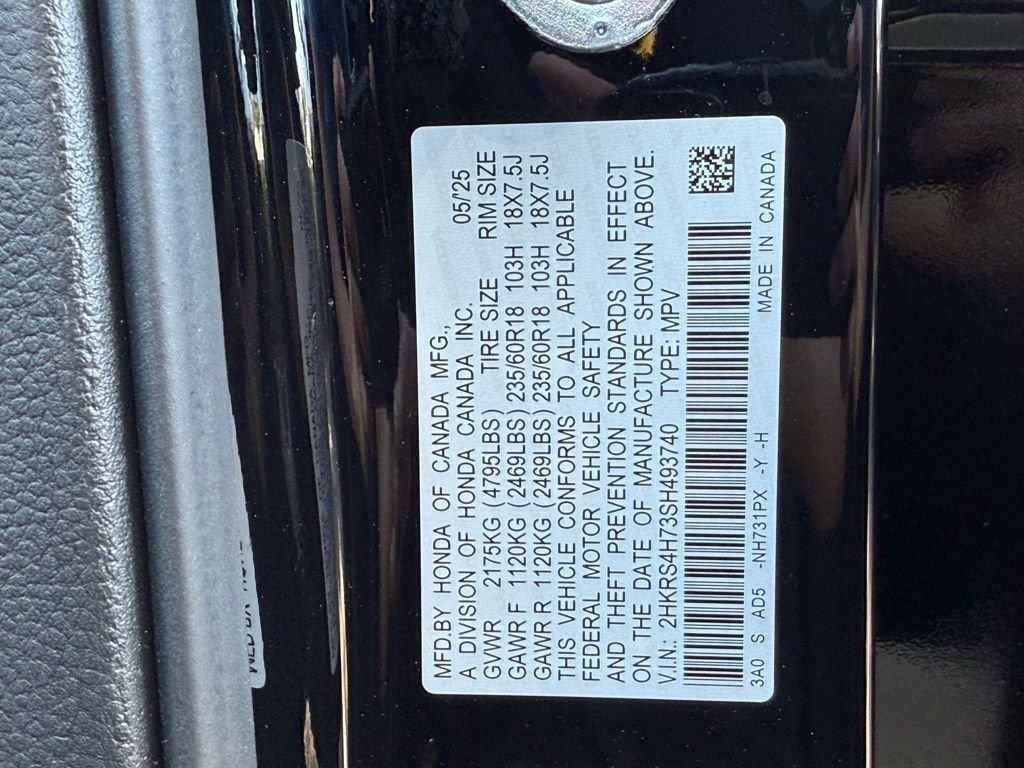 MFD.BY HONDA OF CANADA MFG.,
A DIVISION OF HONDA CANADA INC. 05/25
GVWR 2175KG (4795LBS) TIRE SIZE RIM SIZE
GAWR F 1120KG (2469LBS) 235/60R18 103H 18X7.5J
GAWR R 1120KG (2469LBS) 235/60R18 103H 18X7.5J
THIS VEHICLE CONFORMS TO ALL APPLICABLE
FEDERAL MOTOR VEHICLE SAFETY
AND THEFT PREVENTION STANDARDS IN EFFECT
ON THE DATE OF MANUFACTURE SHOWN ABOVE.
V.I.N.: 2HKRS4H73SH493740 TYPE: MPV
3A0 S AD5 -NH731PX -Y -H MADE IN CANADA